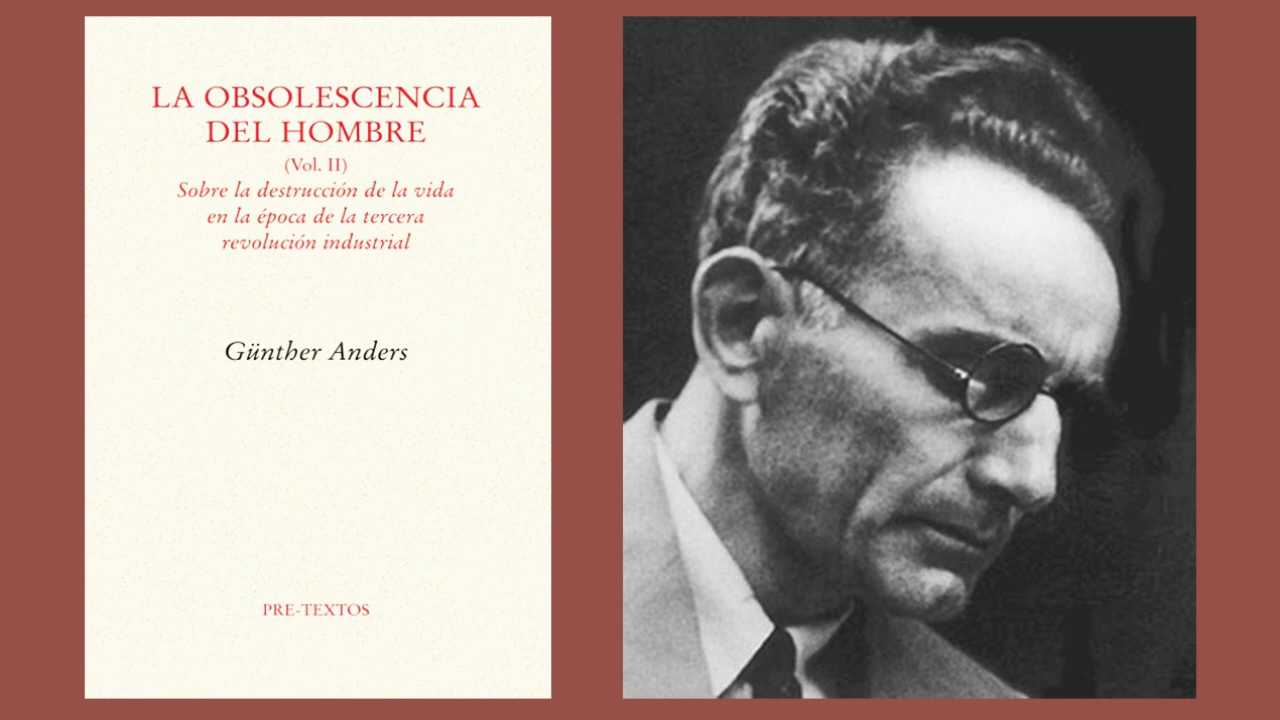 LA OBSOLESCENCIA
DEL HOMBRE
(Vol. II)
Sobre la destrucción de la vida
en la época de la tercera
revolución industrial
Günther Anders
PRE-TEXTOS